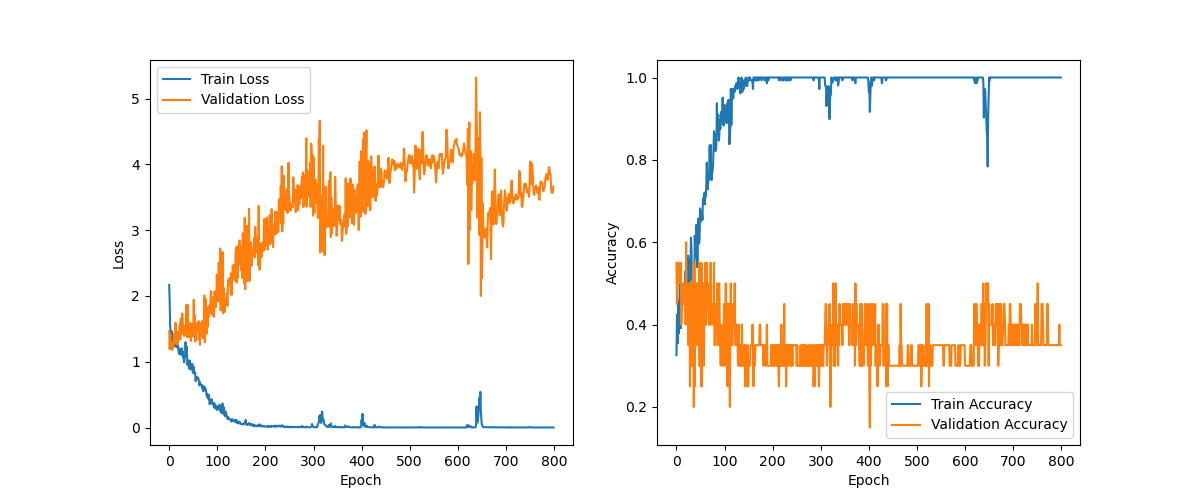 Train Loss
Validation Loss
5
4
3
2
1
0
Loss
0 100 200 300 400 500 600 700 800
Epoch
1.0
0.8
0.6
0.4
0.2
Accuracy
Train Accuracy
Validation Accuracy
0 100 200 300 400 500 600 700 800
Epoch